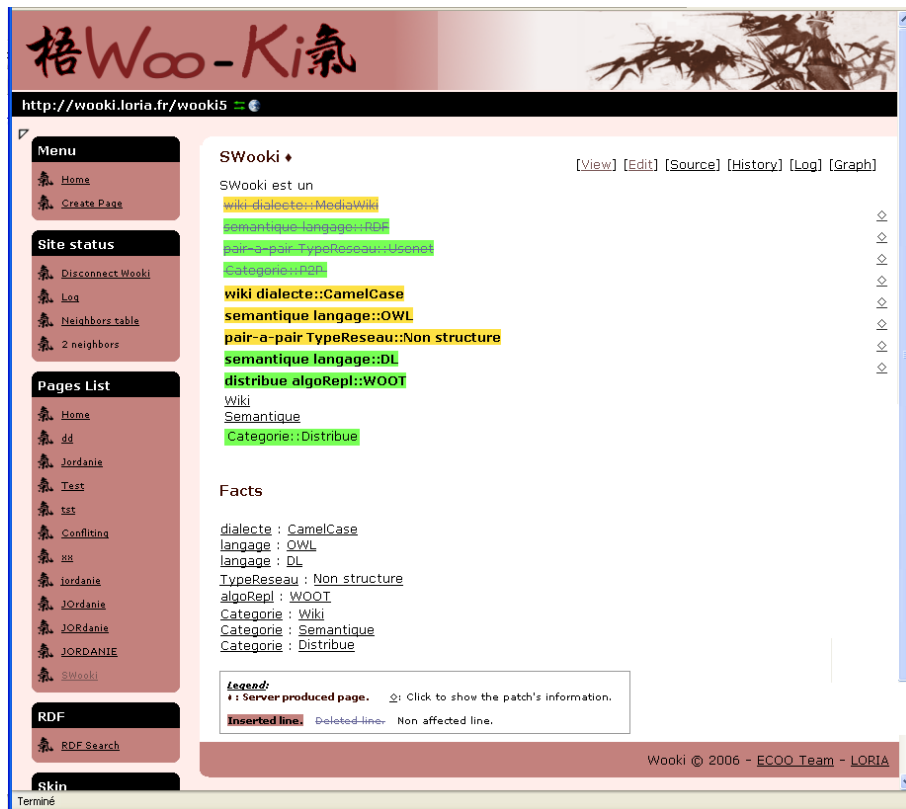 梧Woo-Ki氣
http://wooki.loria.fr/wooki5
Menu
Home
Create Page
Site status
Disconnect Wooki
Log
Neighbors table
2 neighbors
Pages List
Home
dd
Jordanie
Test
tst
Confliting
xx
jordanie
JOrdanie
JORdanie
JORDANIE
SWooki
RDF
RDF Search
Skin
SWooki ♦
[View] [Edit] [Source] [History] [Log] [Graph]
SWooki est un
wiki dialecte::MediaWiki
semantique langage::RDF
pair-a-pair TypeReseau::Usenet
Categorie::P2P
wiki dialecte::CamelCase
semantique langage::OWL
pair-a-pair TypeReseau::Non structure
semantique langage::DL
distribue algoRepl::WOOT
Wiki
Semantique
Categorie::Distribue
Facts
dialecte : CamelCase
langage : OWL
langage : DL
TypeReseau : Non structure
algoRepl : WOOT
Categorie : Wiki
Categorie : Semantique
Categorie : Distribue
Legend:
♦ : Server produced page. ◇: Click to show the patch's information.
Inserted line. Deleted line. Non affected line.
Wooki © 2006 - ECOO Team - LORIA
Terminé